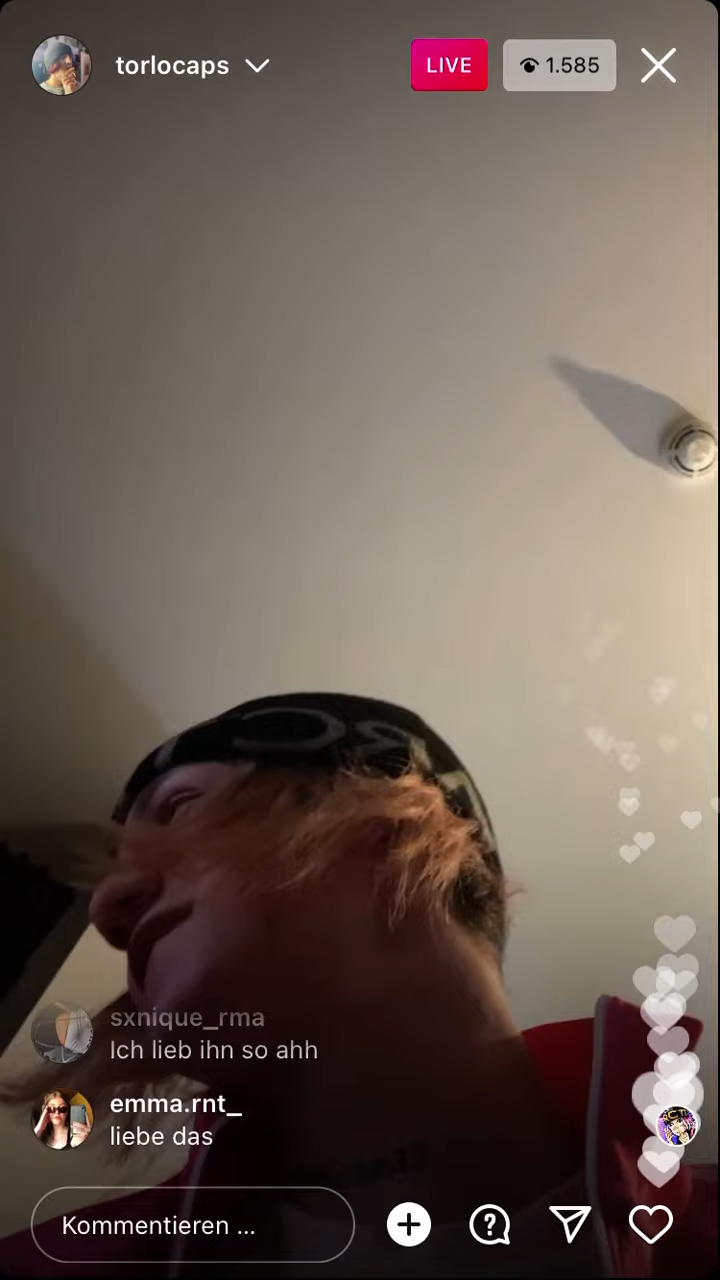 torlocaps
LIVE
1.585
sxnique_rma
Ich lieb ihn so ahh
emma.rnt_
liebe das
Kommentieren ...